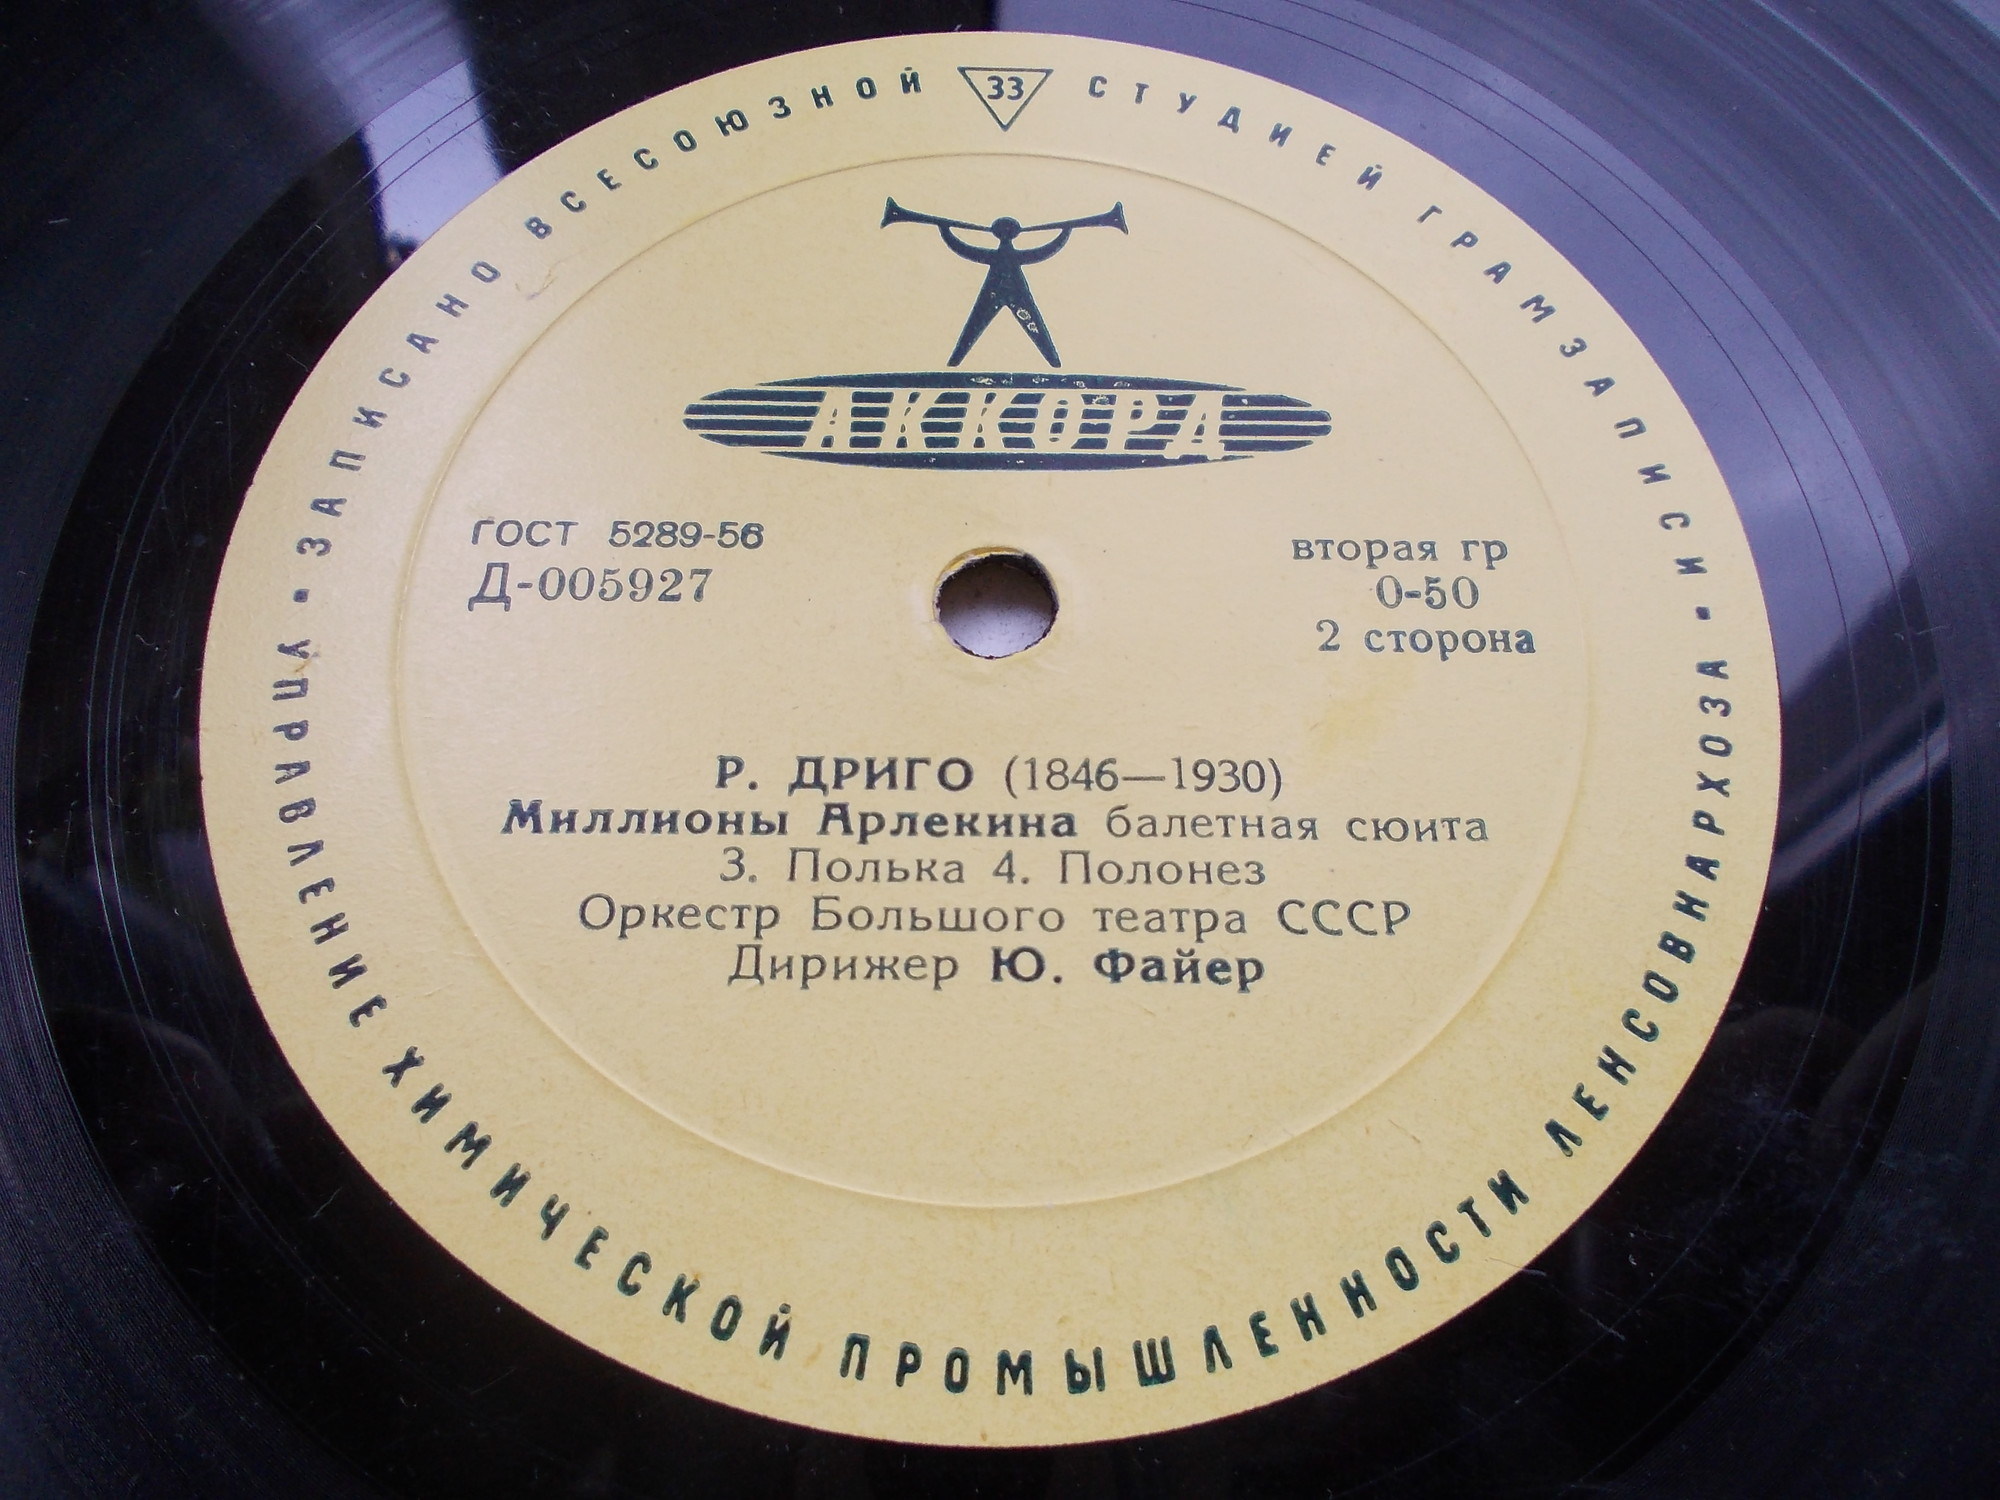 ЗАПИСАНО ВСЕСОЮЗНОЙ 33 СТУДИЕЙ ГРАМЗАПИСИ
АККОРД
ГОСТ 5289-56
Д-005927
вторая гр
0-50
2 сторона
Р. ДРИГО (1846—1930)
Миллионы Арлекина балетная сюита
3. Полька 4. Полонез
Оркестр Большого театра СССР
Дирижер Ю. Файер
УПРАВЛЕНИЕ ХИМИЧЕСКОЙ ПРОМЫШЛЕННОСТИ ЛЕНСОВНАРХОЗА